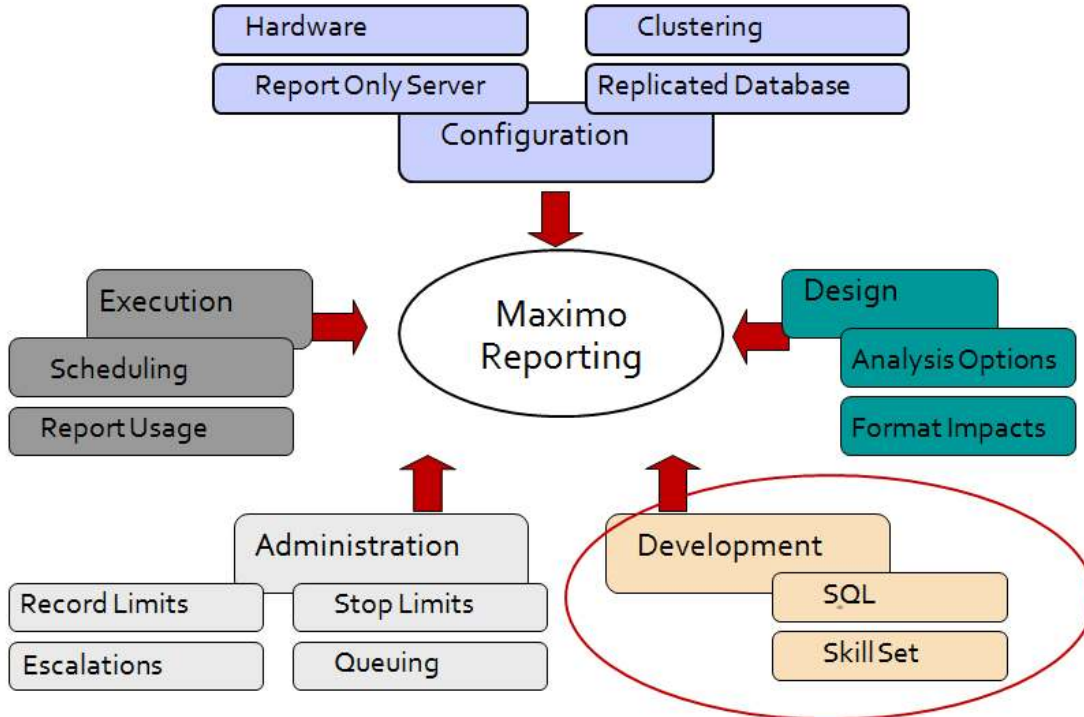 Hardware
Clustering
Report Only Server
Replicated Database
Configuration
Execution
Scheduling
Report Usage
Maximo
Reporting
Design
Analysis Options
Format Impacts
Administration
Record Limits
Stop Limits
Escalations
Queuing
Development
SQL
Skill Set